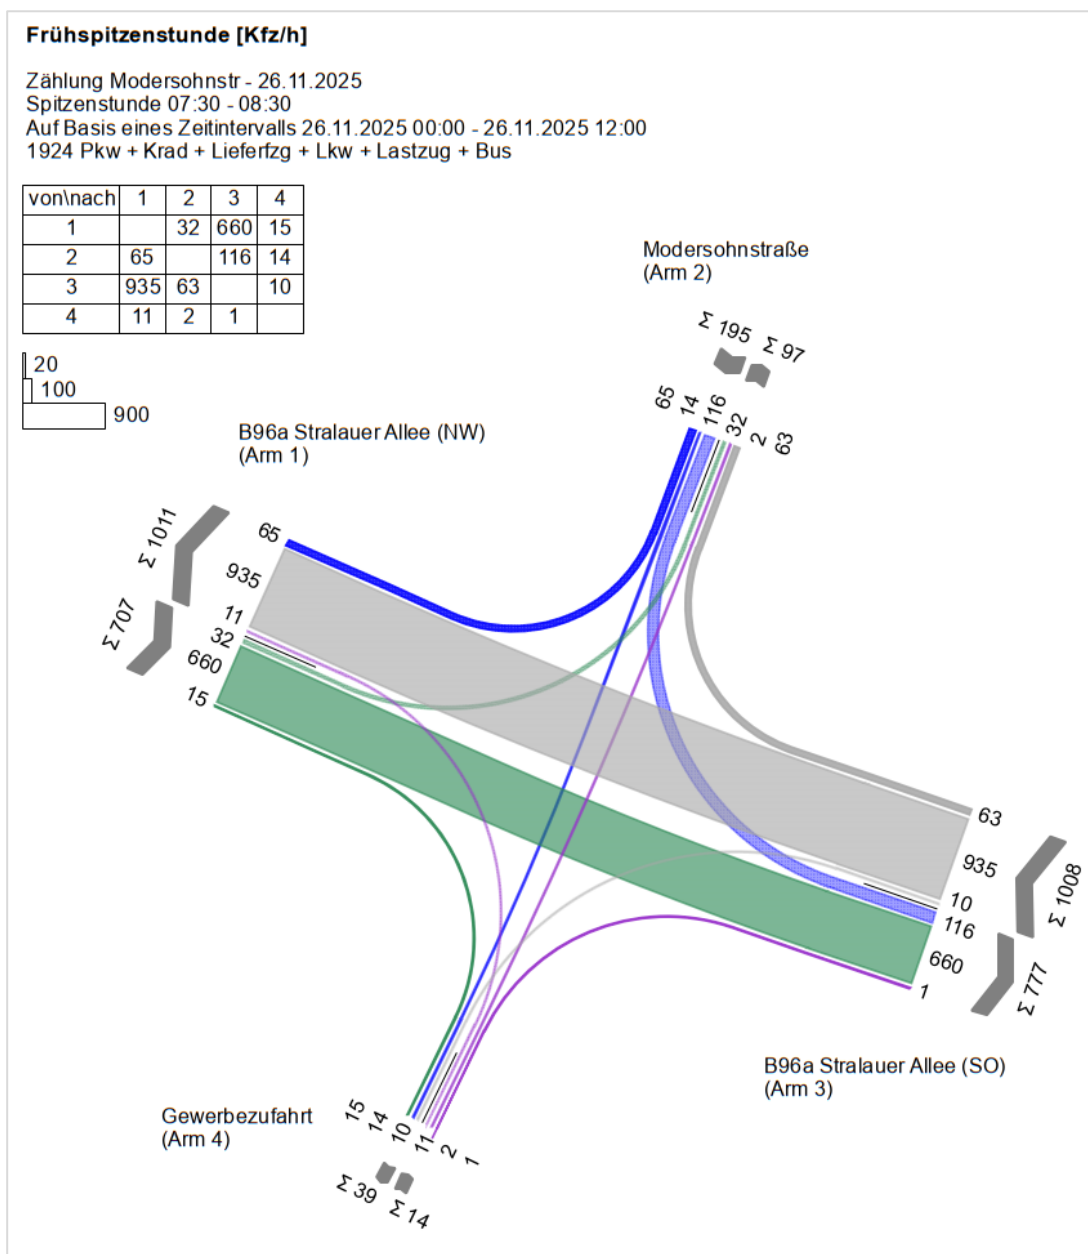 Frühspitzenstunde [Kfz/h]
Zählung Modersohnstr - 26.11.2025
Spitzenstunde 07:30 - 08:30
Auf Basis eines Zeitintervalls 26.11.2025 00:00 - 26.11.2025 12:00
1924 Pkw + Krad + Lieferfzg + Lkw + Lastzug + Bus
von\nach 1 2 3 4
1 32 660 15
2 65 116 14
3 935 63 10
4 11 2 1
20
100
900
Modersohnstraße
(Arm 2)
Σ 195
Σ 97
65
14
116
32
2
63
B96a Stralauer Allee (NW)
(Arm 1)
Σ 1011
Σ 707
65
935
11
32
660
15
63
935
10
116
660
1
Σ 1008
Σ 777
B96a Stralauer Allee (SO)
(Arm 3)
Gewerbezufahrt
(Arm 4)
15
14
10
11
2
1
Σ 39
Σ 14